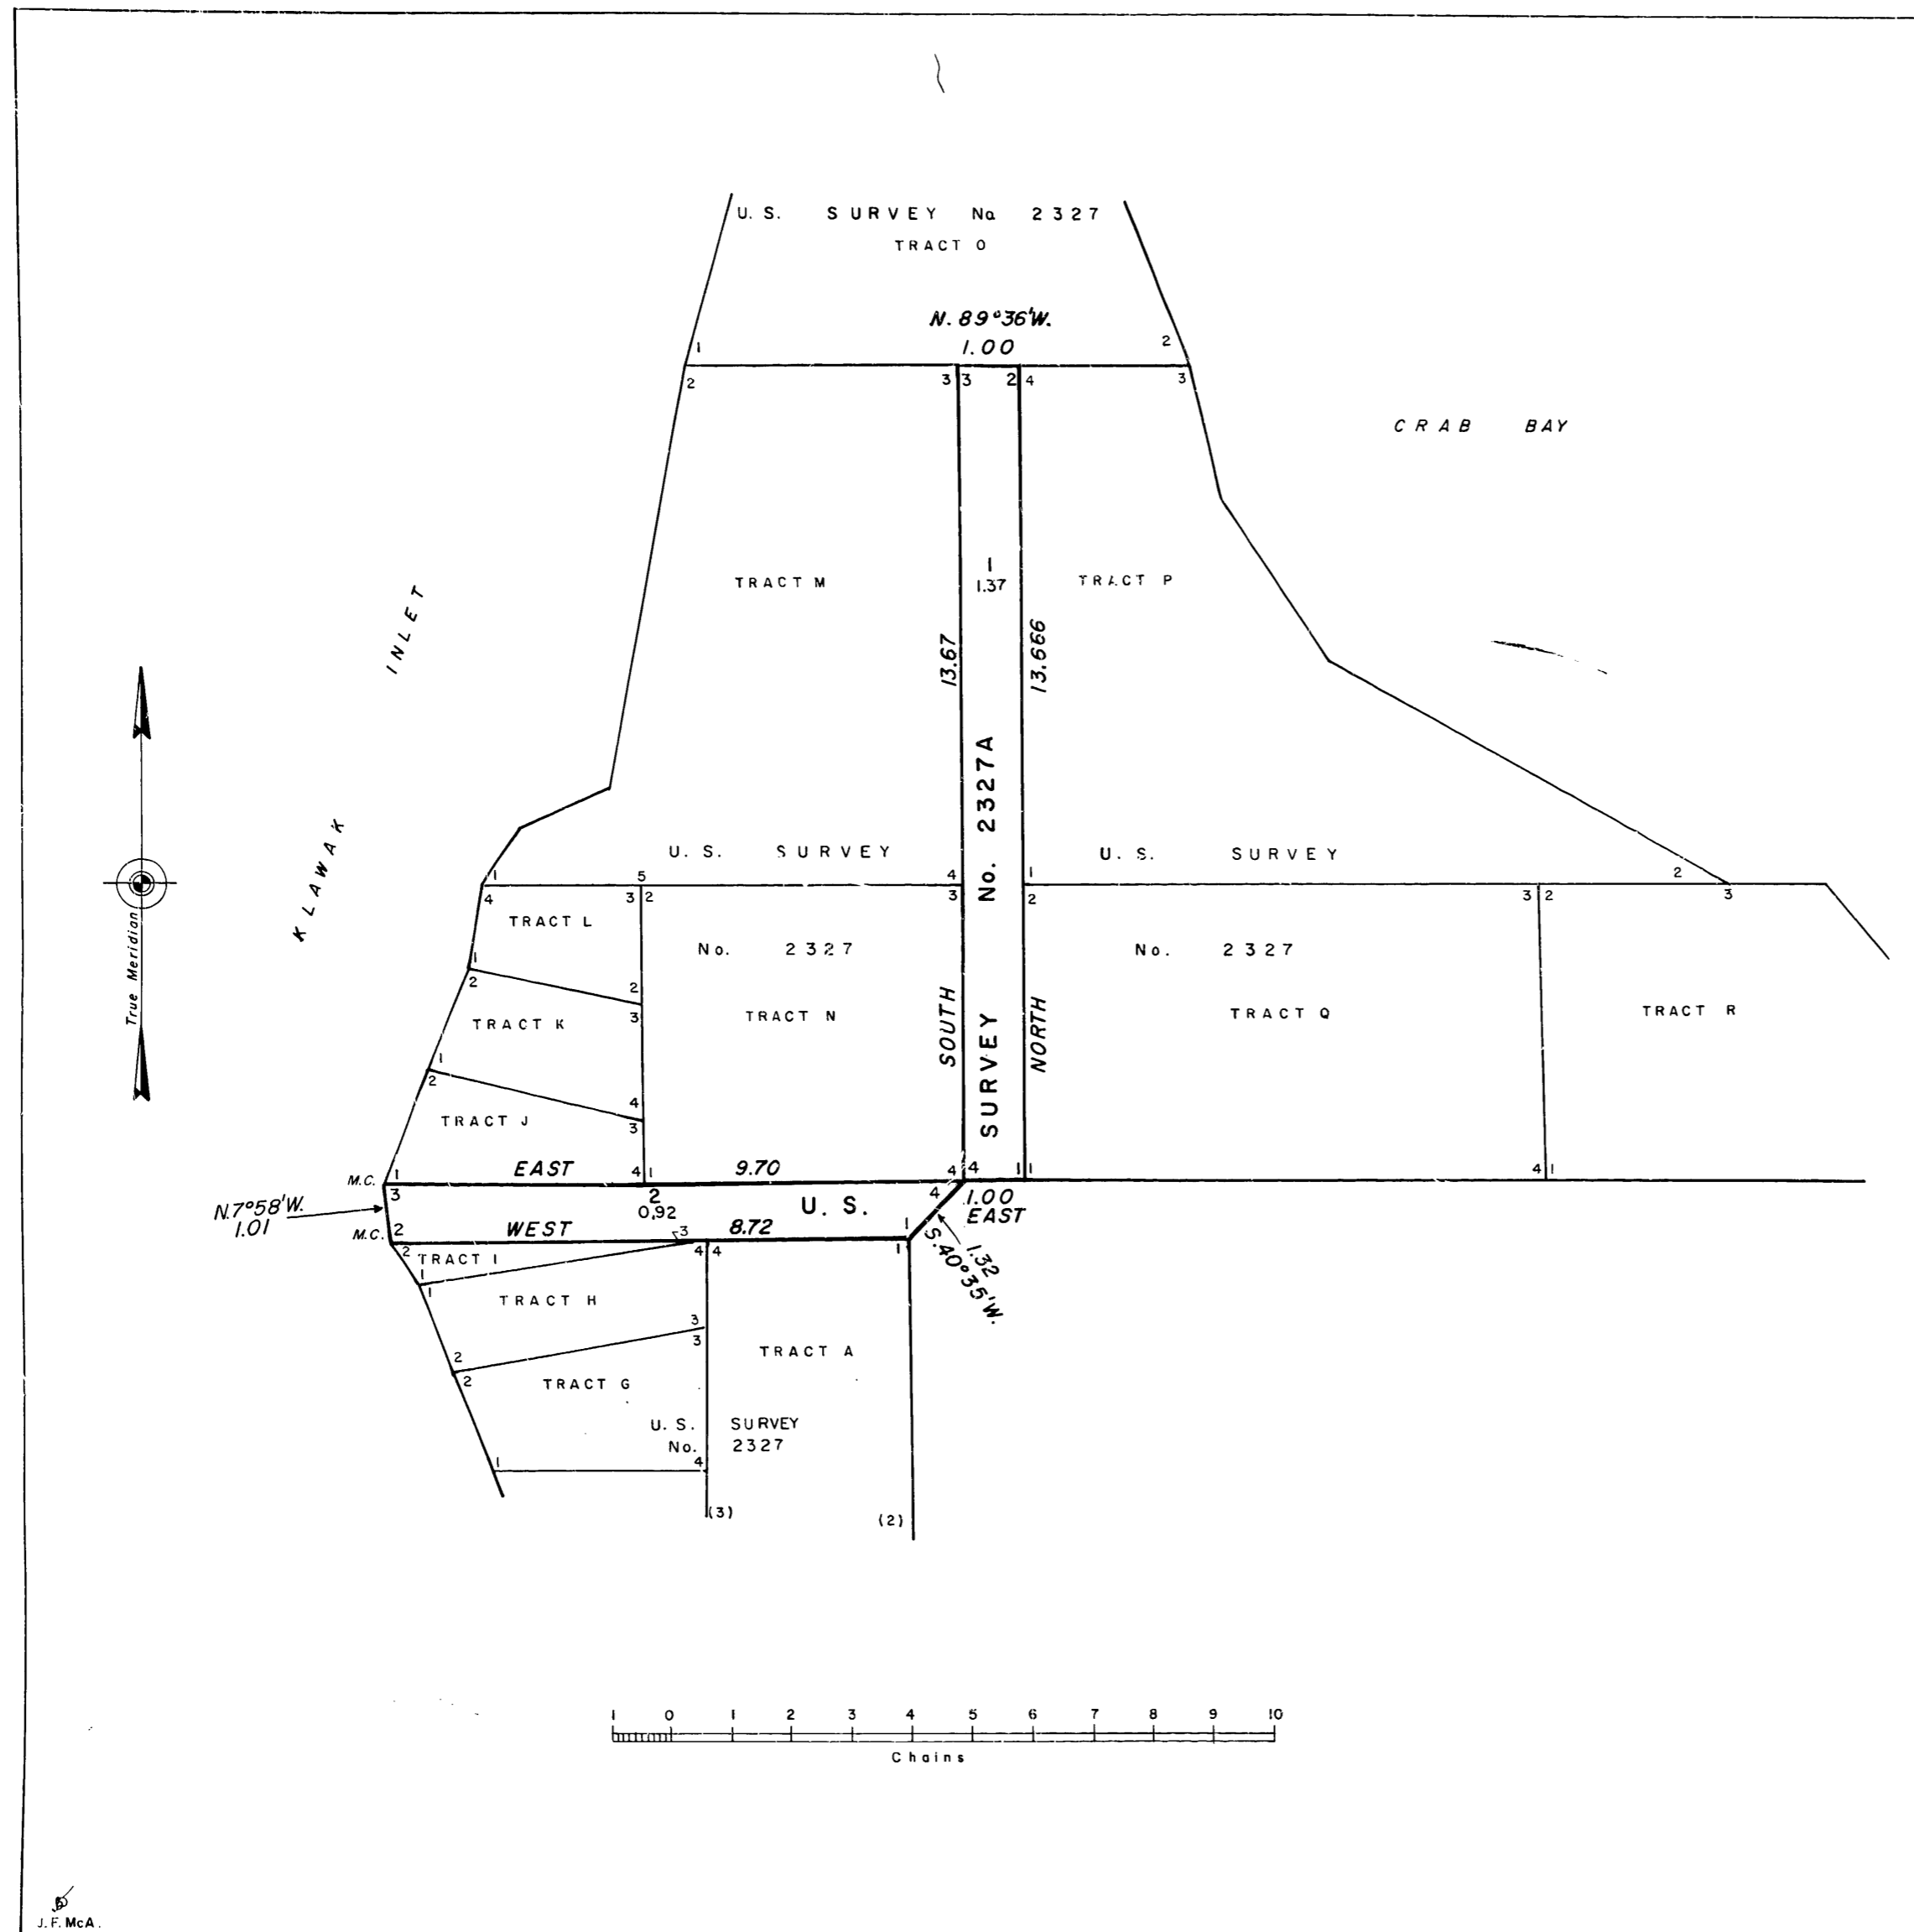 U. S. SURVEY No 2327
TRACT O
N. 89°36'W.
1.00
1
2
2
3
3
2
4
3
CRAB BAY
TRACT M
1
1.37
TRACT P
KLAWAK INLET
13.67
13.666
True Meridian
U. S. SURVEY No. 2327A
U. S. SURVEY
U. S. SURVEY
1
5
4
1
2
4
3
2
3
2
3
2
3
TRACT L
No. 2327
No. 2327
1
2
2
3
TRACT K
TRACT N
SOUTH
NORTH
TRACT Q
TRACT R
1
2
4
3
TRACT J
M.C.
1
EAST
4
1
9.70
4
4
1
1
4
1
3
2
4
1.00
EAST
N.7°58'W.
1.01
0.92
M.C.
2
WEST
3
8.72
1
1.32
S.40°35'W.
2
TRACT I
4
4
1
1
1
TRACT H
3
3
TRACT A
2
2
TRACT G
U. S. SURVEY
No. 2327
1
4
(3)
(2)
1 0 1 2 3 4 5 6 7 8 9 10
Chains
J. F. McA.